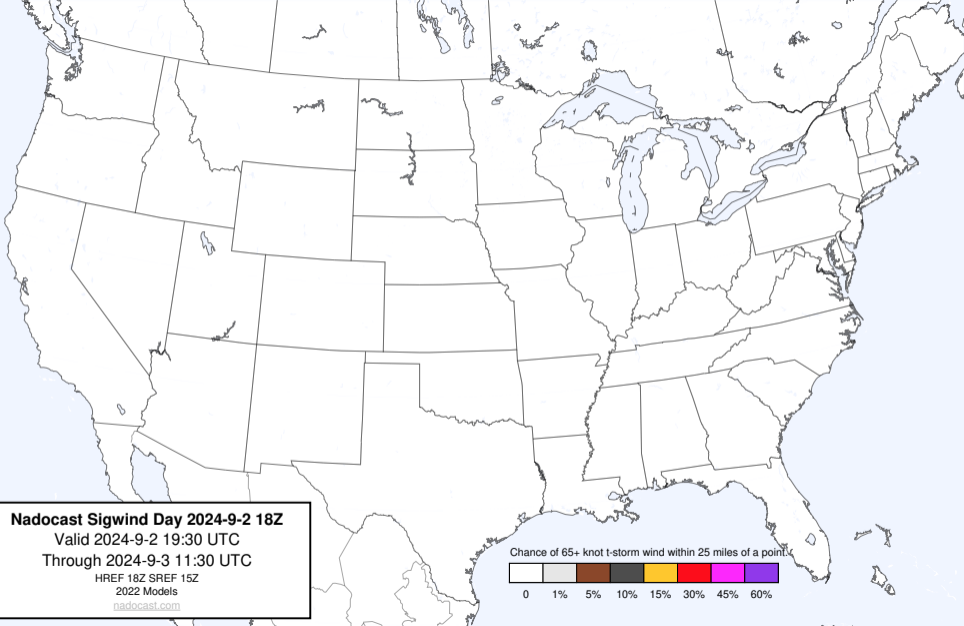 Nadocast Sigwind Day 2024-9-2 18Z
Valid 2024-9-2 19:30 UTC
Through 2024-9-3 11:30 UTC
HREF 18Z SREF 15Z
2022 Models
nadocast.com
Chance of 65+ knot t-storm wind within 25 miles of a point.
0 1% 5% 10% 15% 30% 45% 60%